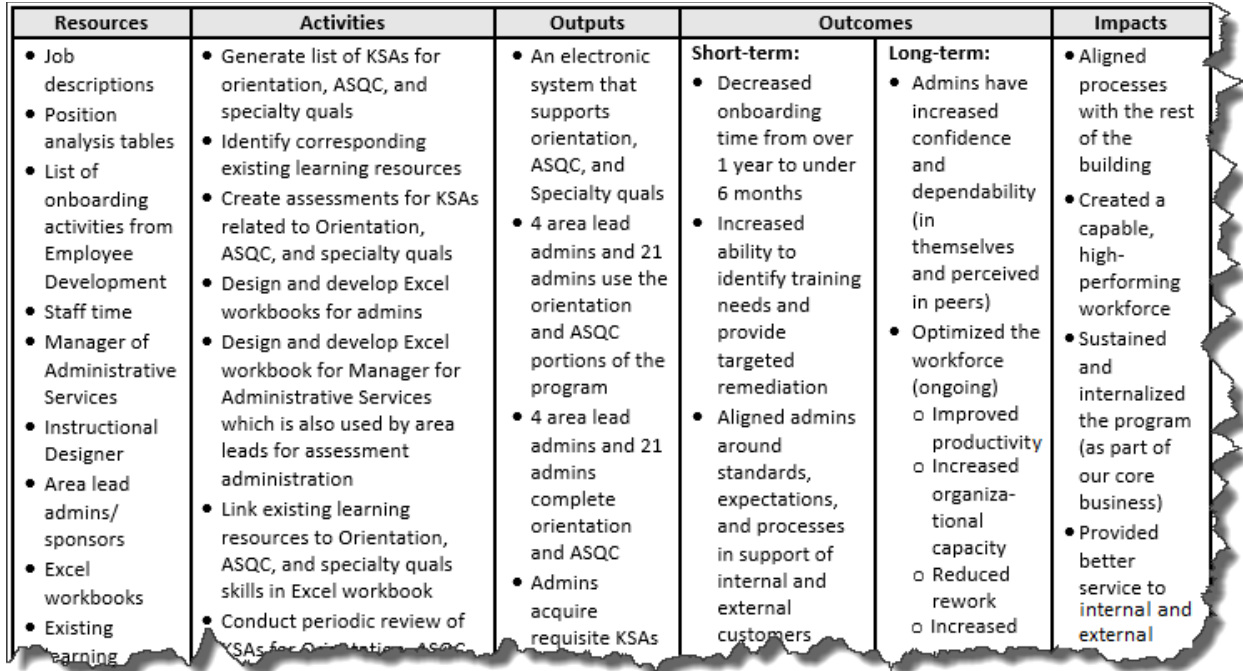 Resources
Activities
Outputs
Outcomes
Impacts
• Job
descriptions
• Position
analysis tables
• List of
onboarding
activities from
Employee
Development
• Staff time
• Manager of
Administrative
Services
• Instructional
Designer
• Area lead
admins/
sponsors
• Excel
workbooks
• Existing
learning
• Generate list of KSAs for
orientation, ASQC, and
specialty quals
• Identify corresponding
existing learning resources
• Create assessments for KSAs
related to Orientation,
ASQC, and specialty quals
• Design and develop Excel
workbooks for admins
• Design and develop Excel
workbook for Manager for
Administrative Services
which is also used by area
leads for assessment
administration
• Link existing learning
resources to Orientation,
ASQC, and specialty quals
skills in Excel workbook
• Conduct periodic review of
KSAs for Orientation, ASQC
• An electronic
system that
supports
orientation,
ASQC, and
Specialty quals
• 4 area lead
admins and 21
admins use the
orientation
and ASQC
portions of the
program
• 4 area lead
admins and 21
admins
complete
orientation
and ASQC
• Admins
acquire
requisite KSAs
Short-term:
• Decreased
onboarding
time from over
1 year to under
6 months
• Increased
ability to
identify training
needs and
provide
targeted
remediation
• Aligned admins
around
standards,
expectations,
and processes
in support of
internal and
external
customers
Long-term:
• Admins have
increased
confidence
and
dependability
(in
themselves
and perceived
in peers)
• Optimized the
workforce
(ongoing)
o Improved
productivity
o Increased
organiza-
tional
capacity
o Reduced
rework
o Increased
• Aligned
processes
with the rest
of the
building
• Created a
capable,
high-
performing
workforce
• Sustained
and
internalized
the program
(as part of
our core
business)
• Provided
better
service to
internal and
external